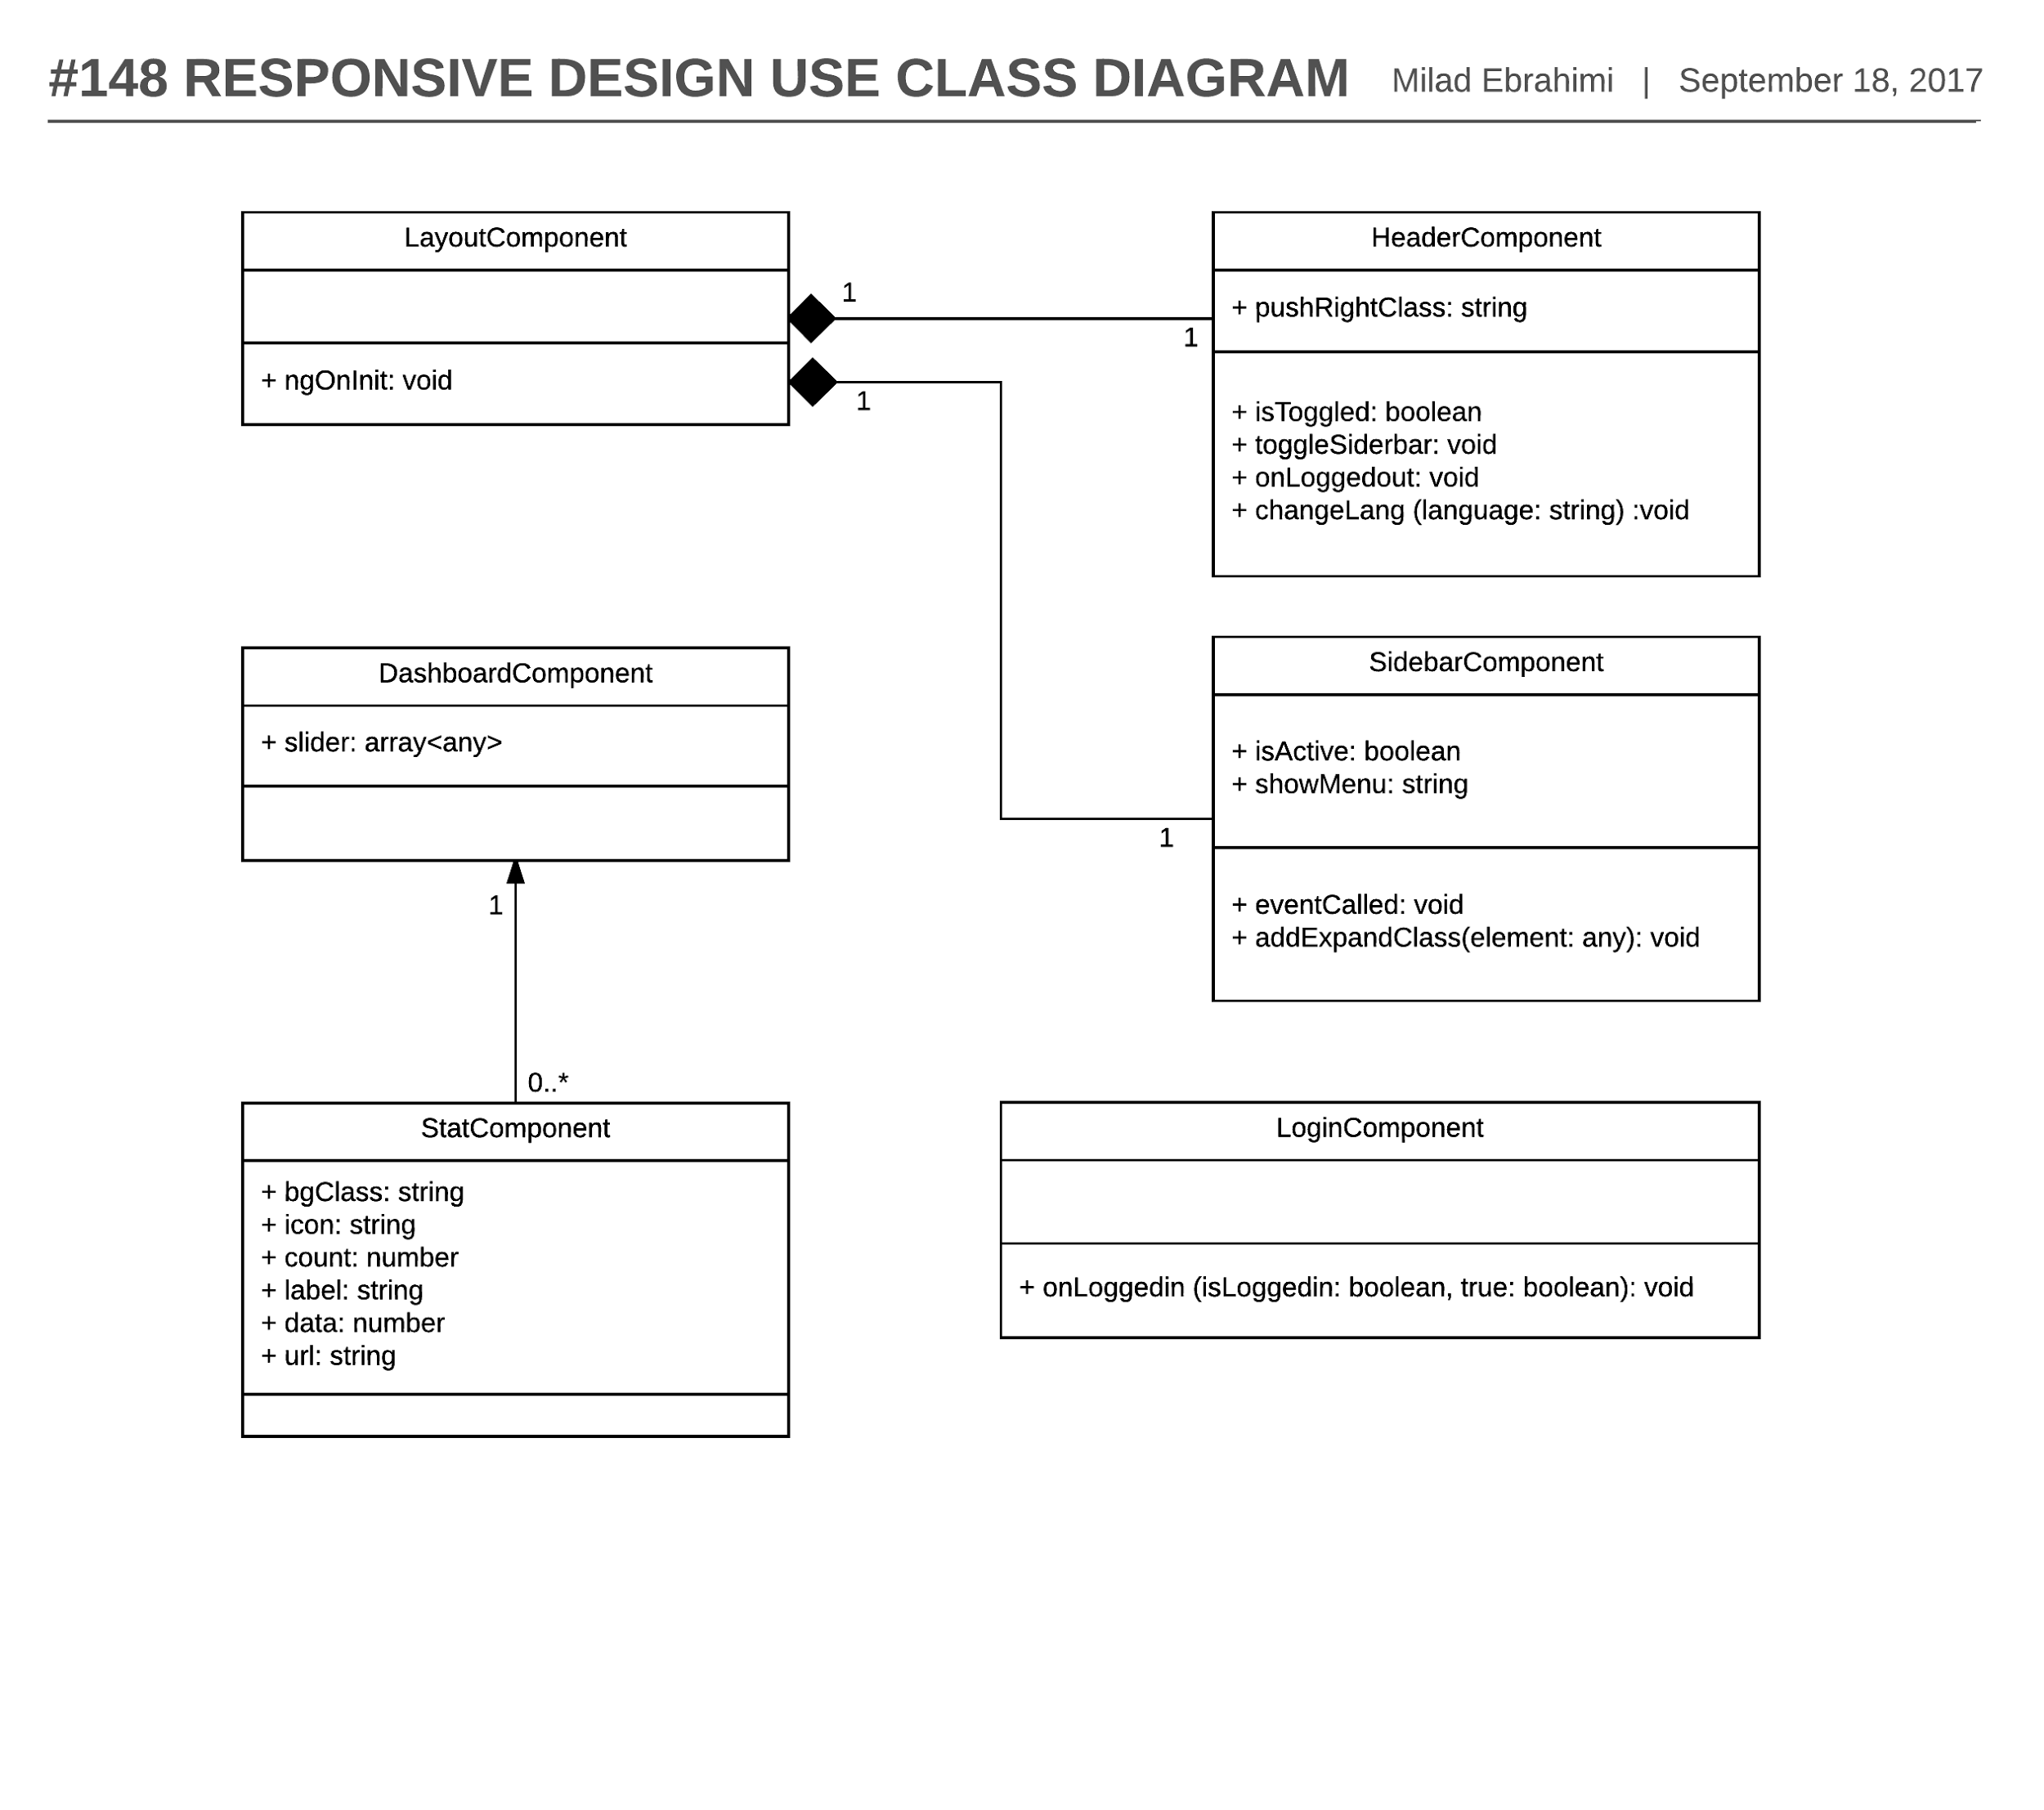 #148 RESPONSIVE DESIGN USE CLASS DIAGRAM Milad Ebrahimi | September 18, 2017
LayoutComponent
+ ngOnInit: void
1
1
1
1
HeaderComponent
+ pushRightClass: string
+ isToggled: boolean
+ toggleSiderbar: void
+ onLoggedout: void
+ changeLang (language: string) :void
DashboardComponent
+ slider: array<any>
1
0..*
SidebarComponent
+ isActive: boolean
+ showMenu: string
+ eventCalled: void
+ addExpandClass(element: any): void
StatComponent
+ bgClass: string
+ icon: string
+ count: number
+ label: string
+ data: number
+ url: string
LoginComponent
+ onLoggedin (isLoggedin: boolean, true: boolean): void